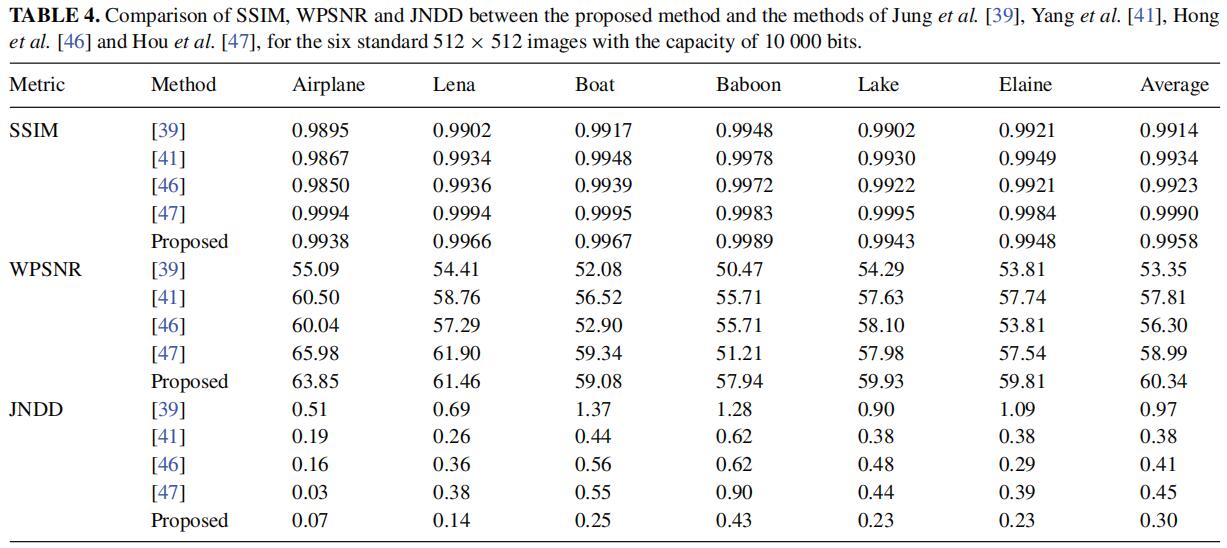 TABLE 4. Comparison of SSIM, WPSNR and JNDD between the proposed method and the methods of Jung et al. [39], Yang et al. [41], Hong
et al. [46] and Hou et al. [47], for the six standard 512 × 512 images with the capacity of 10 000 bits.
Metric Method Airplane Lena Boat Baboon Lake Elaine Average
SSIM [39] 0.9895 0.9902 0.9917 0.9948 0.9902 0.9921 0.9914
[41] 0.9867 0.9934 0.9948 0.9978 0.9930 0.9949 0.9934
[46] 0.9850 0.9936 0.9939 0.9972 0.9922 0.9921 0.9923
[47] 0.9994 0.9994 0.9995 0.9983 0.9995 0.9984 0.9990
Proposed 0.9938 0.9966 0.9967 0.9989 0.9943 0.9948 0.9958
WPSNR [39] 55.09 54.41 52.08 50.47 54.29 53.81 53.35
[41] 60.50 58.76 56.52 55.71 57.63 57.74 57.81
[46] 60.04 57.29 52.90 55.71 58.10 53.81 56.30
[47] 65.98 61.90 59.34 51.21 57.98 57.54 58.99
Proposed 63.85 61.46 59.08 57.94 59.93 59.81 60.34
JNDD [39] 0.51 0.69 1.37 1.28 0.90 1.09 0.97
[41] 0.19 0.26 0.44 0.62 0.38 0.38 0.38
[46] 0.16 0.36 0.56 0.62 0.48 0.29 0.41
[47] 0.03 0.38 0.55 0.90 0.44 0.39 0.45
Proposed 0.07 0.14 0.25 0.43 0.23 0.23 0.30